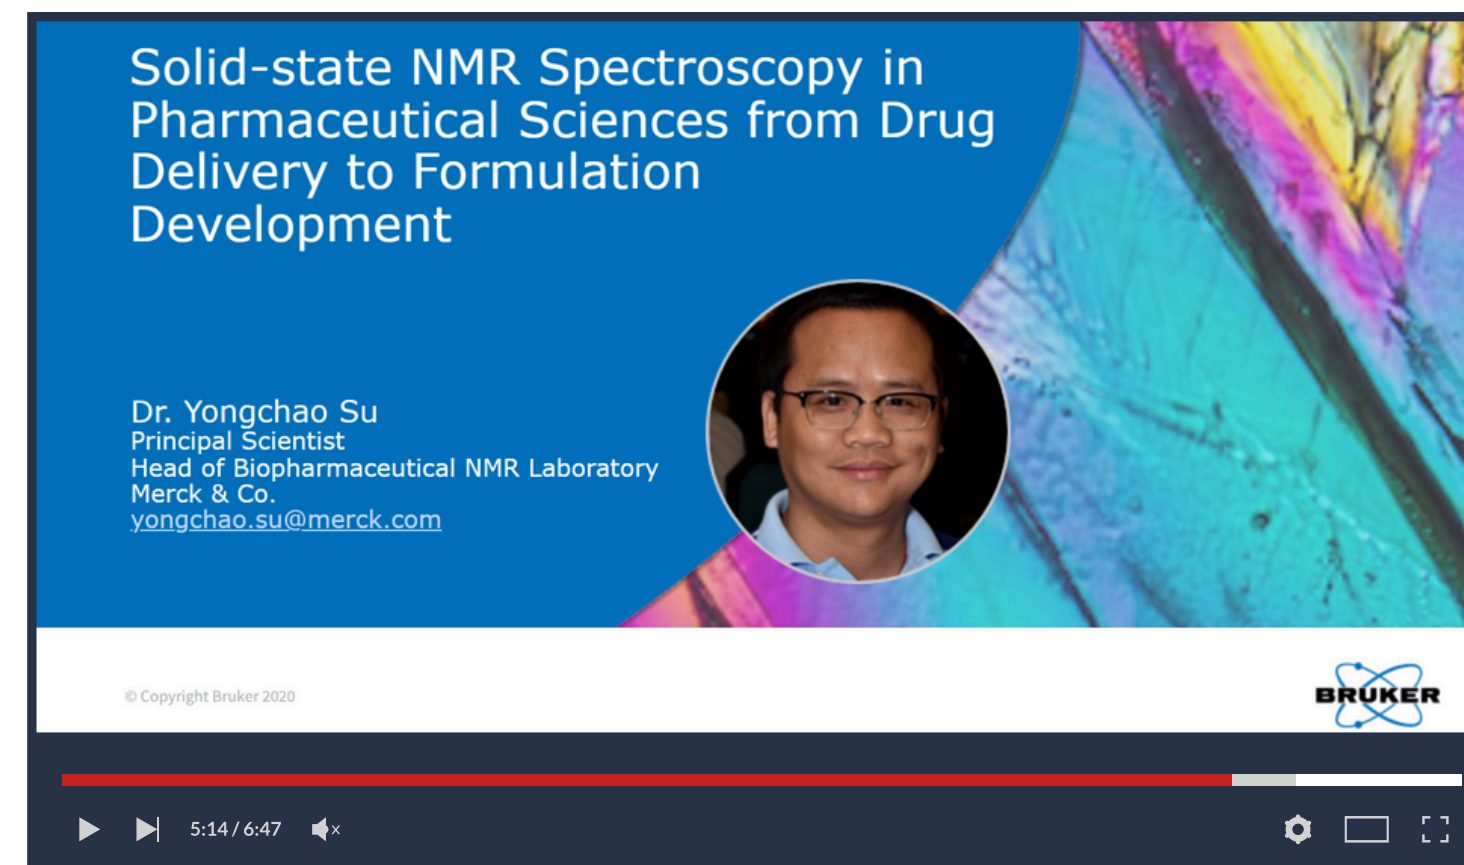 Solid-state NMR Spectroscopy in
Pharmaceutical Sciences from Drug
Delivery to Formulation
Development
Dr. Yongchao Su
Principal Scientist
Head of Biopharmaceutical NMR Laboratory
Merck & Co.
yongchao.su@merck.com
© Copyright Bruker 2020
BRUKER
5:14 / 6:47